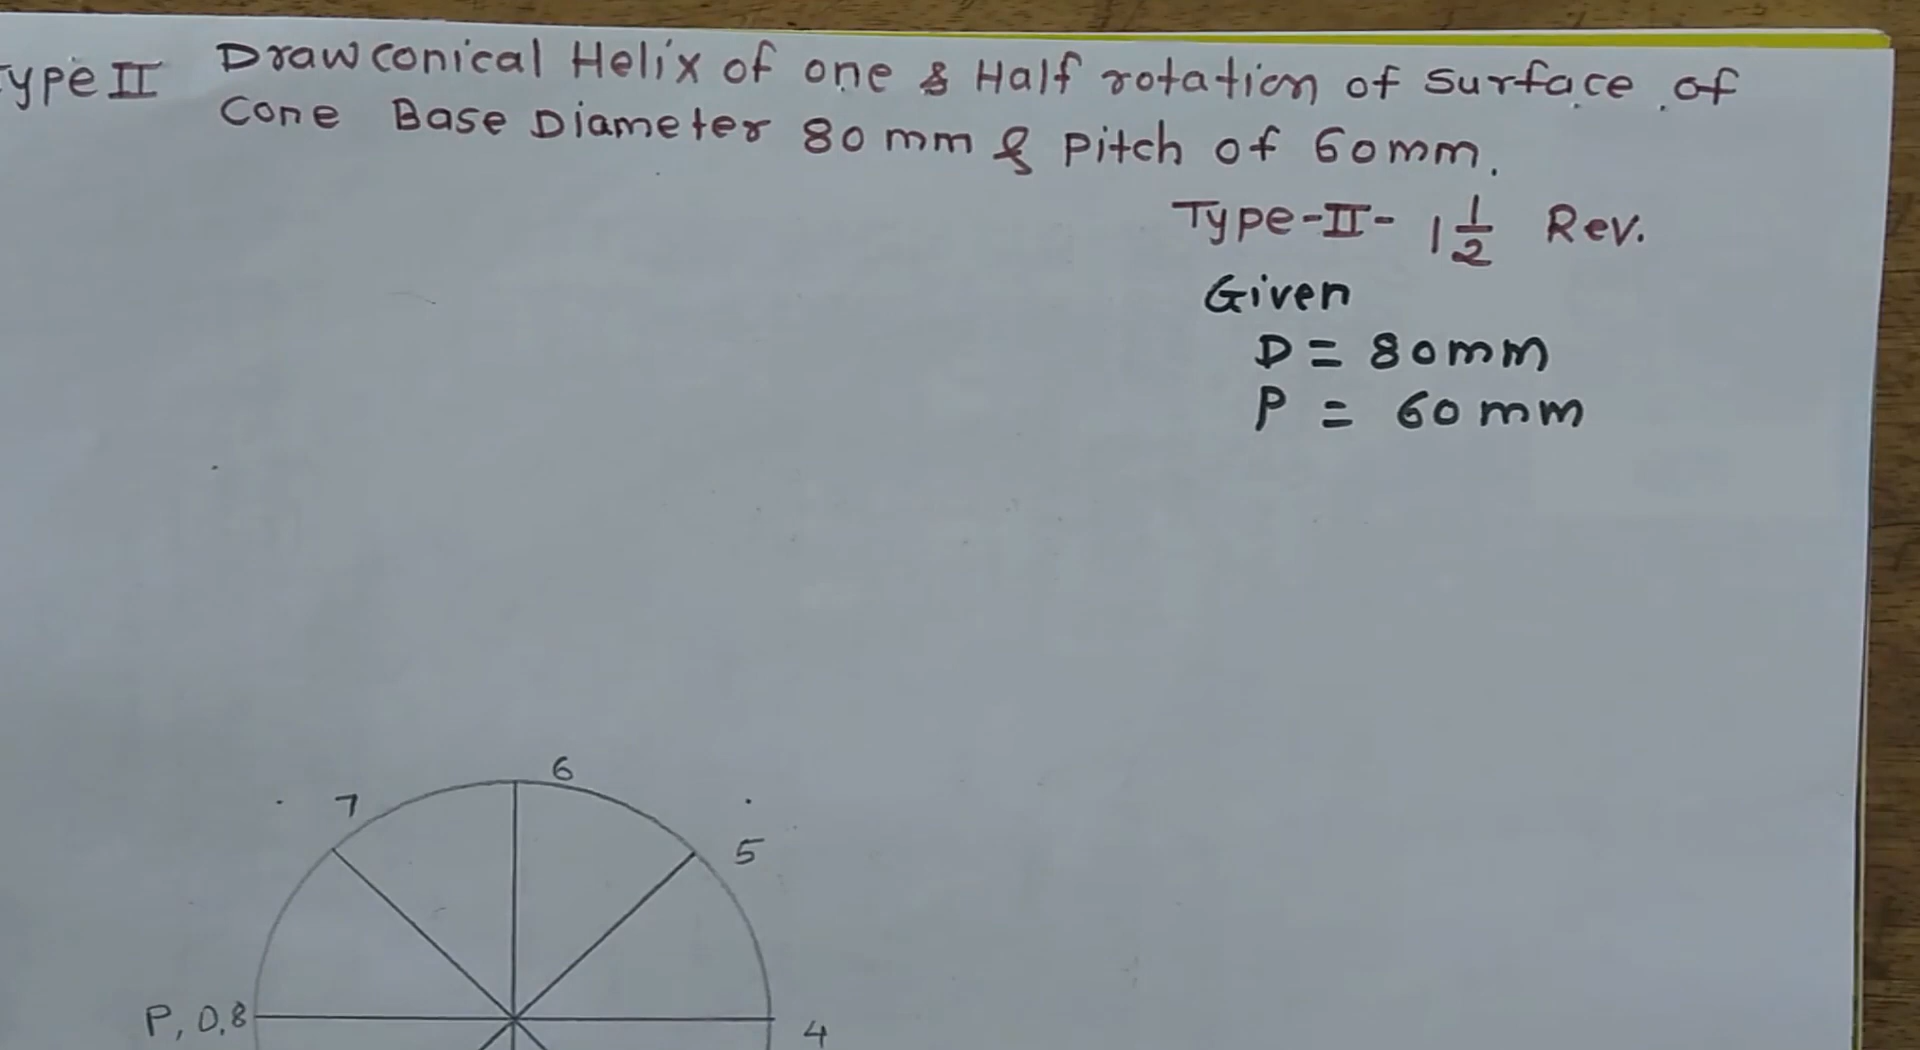 ype II Draw conical Helix of one & Half rotation of surface of
Cone Base Diameter 80 mm & pitch of 60mm.
Type-II- 1 1/2 Rev.
Given
D = 80mm
P = 60 mm
6
7
5
P, 0,8
4